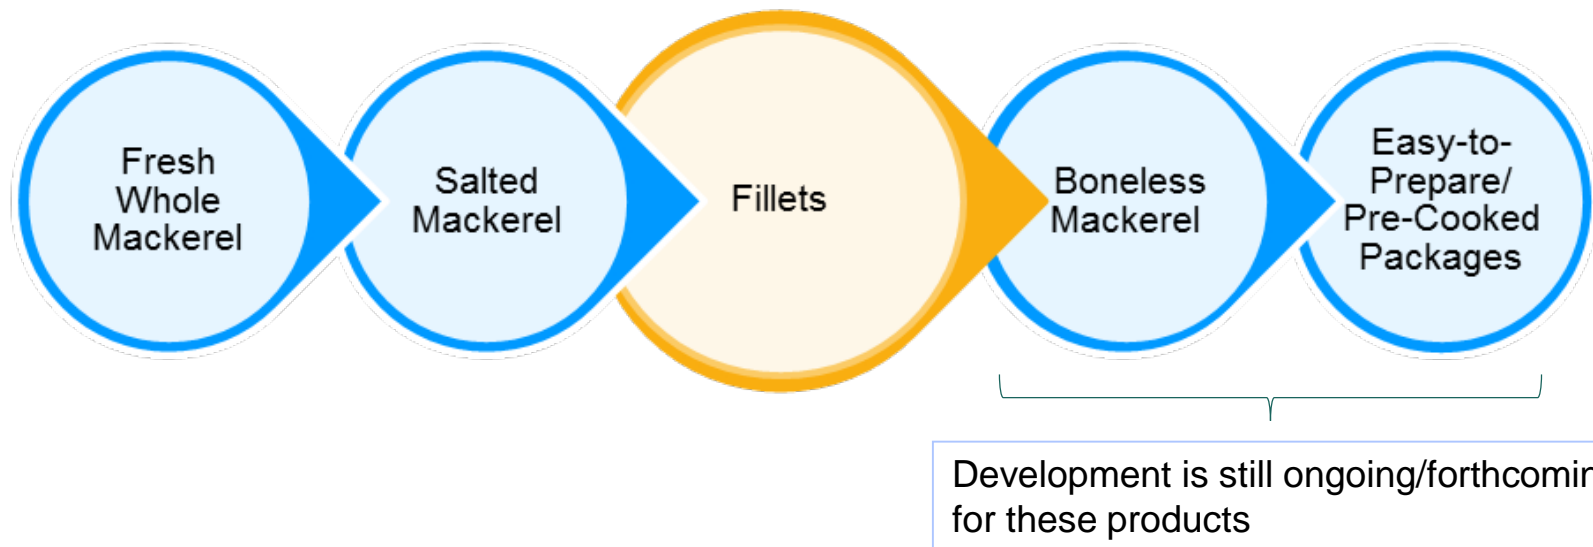 Fresh
Whole
Mackerel
Salted
Mackerel
Fillets
Boneless
Mackerel
Easy-to-
Prepare/
Pre-Cooked
Packages
Development is still ongoing/forthcomin
for these products